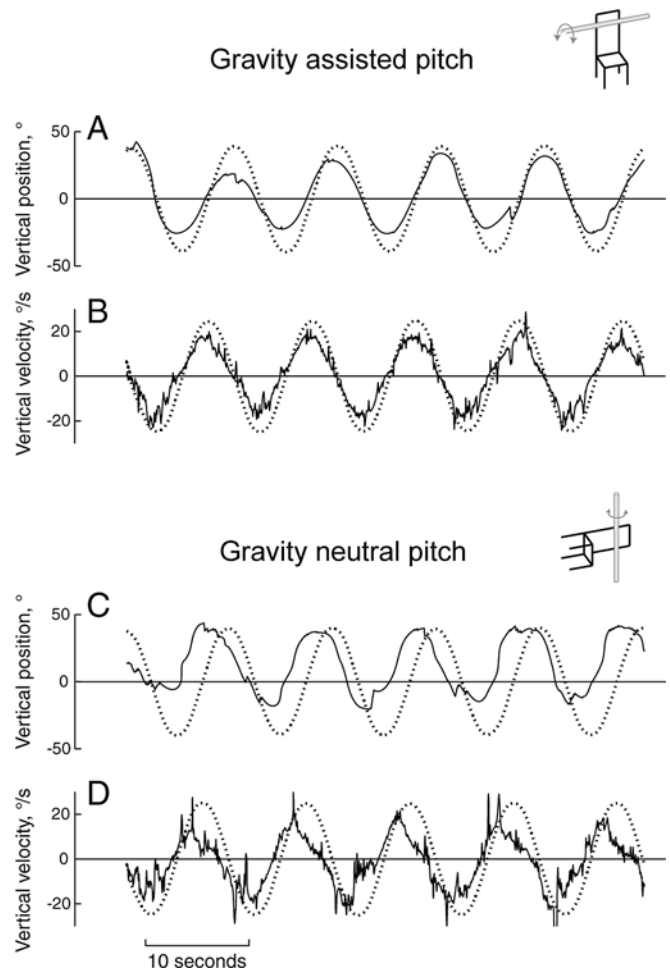 Gravity assisted pitch
A
Vertical position, °
50
0
-50
B
Vertical velocity, °/s
20
0
-20
Gravity neutral pitch
C
Vertical position, °
50
0
-50
D
Vertical velocity, °/s
20
0
-20
10 seconds